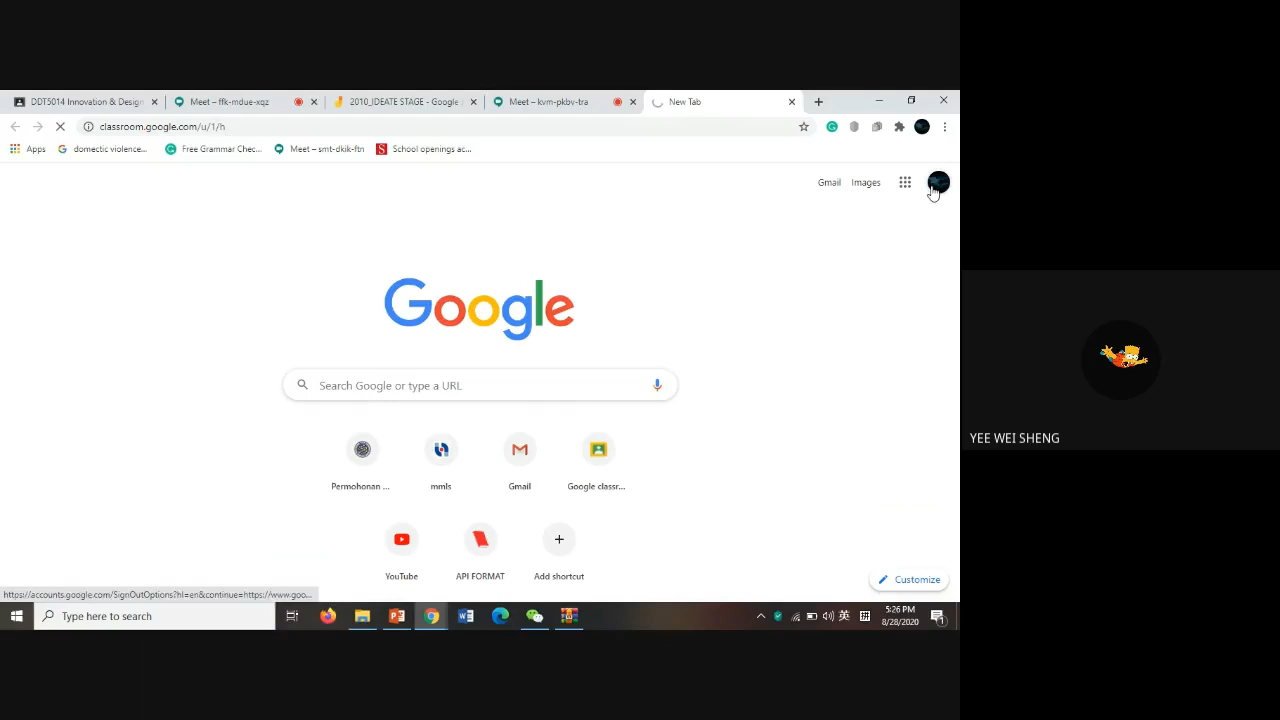 DDT5014 Innovation & Design
Meet – ffk-mdue-xqz
2010_IDEATE STAGE - Google
Meet – kvm-pkbv-tra
New Tab
classroom.google.com/u/1/h
Apps
domectic violence...
Free Grammar Chec...
Meet – smt-dkik-ftn
School openings ac...
Gmail
Images
Google
Search Google or type a URL
Permohonan ...
mmls
Gmail
Google classr...
YouTube
API FORMAT
Add shortcut
Customize
https://accounts.google.com/SignOutOptions?hl=en&continue=https://www.goo...
Type here to search
英
拼
5:26 PM
8/28/2020
1
YEE WEI SHENG